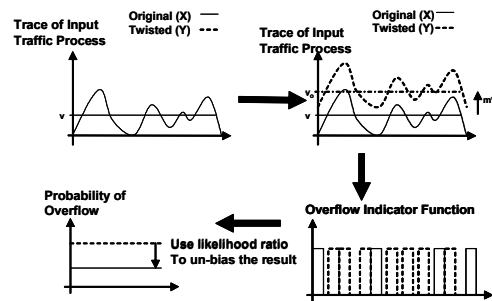 Trace of Input
Traffic Process
Original (X)
Twisted (Y)
v
Trace of Input
Traffic Process
Original (X)
Twisted (Y)
v
m'
Probability of
Overflow
Use likelihood ratio
To un-bias the result
Overflow Indicator Function